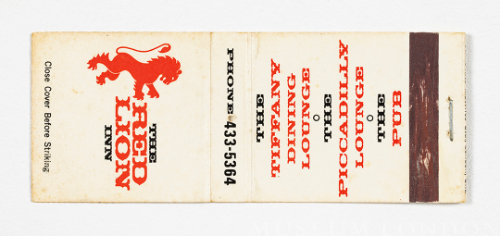 Close Cover Before Striking
THE
RED
LION
INN
PHONE 433-5364
THE
TIFFANY
DINING
LOUNGE
THE
PICCADILLY
LOUNGE
THE
PUB